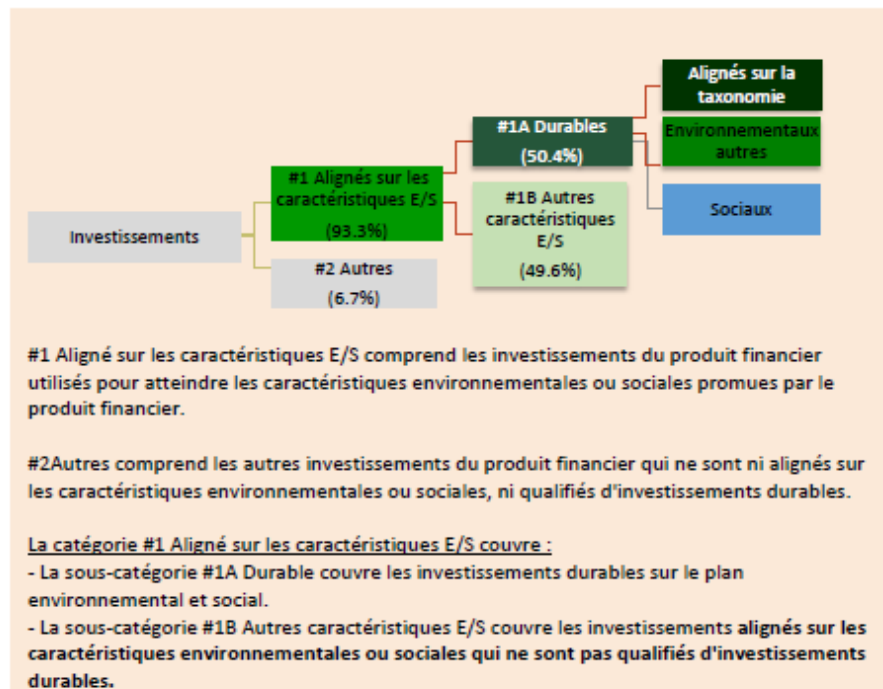 Alignés sur la
taxonomie
#1A Durables
(50.4%)
Environnementaux
autres
#1 Alignés sur les
caractéristiques E/S
(93.3%)
#1B Autres
caractéristiques
E/S
(49.6%)
Sociaux
Investissements
#2 Autres
(6.7%)
#1 Aligné sur les caractéristiques E/S comprend les investissements du produit financier
utilisés pour atteindre les caractéristiques environnementales ou sociales promues par le
produit financier.
#2Autres comprend les autres investissements du produit financier qui ne sont ni alignés sur
les caractéristiques environnementales ou sociales, ni qualifiés d'investissements durables.
La catégorie #1 Aligné sur les caractéristiques E/S couvre :
- La sous-catégorie #1A Durable couvre les investissements durables sur le plan
environnemental et social.
- La sous-catégorie #1B Autres caractéristiques E/S couvre les investissements alignés sur les
caractéristiques environnementales ou sociales qui ne sont pas qualifiés d'investissements
durables.